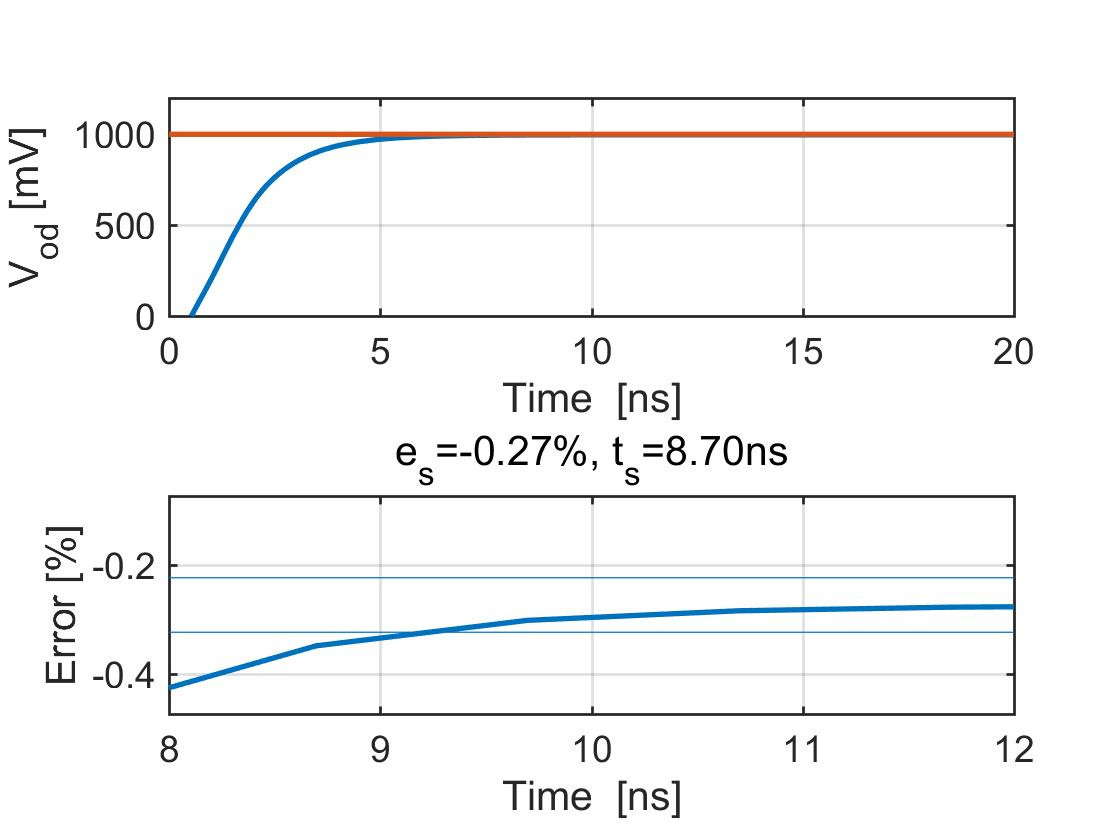 V_od [mV]
1000
500
0
0 5 10 15 20
Time [ns]
e_s=-0.27%, t_s=8.70ns
Error [%]
-0.2
-0.4
8 9 10 11 12
Time [ns]